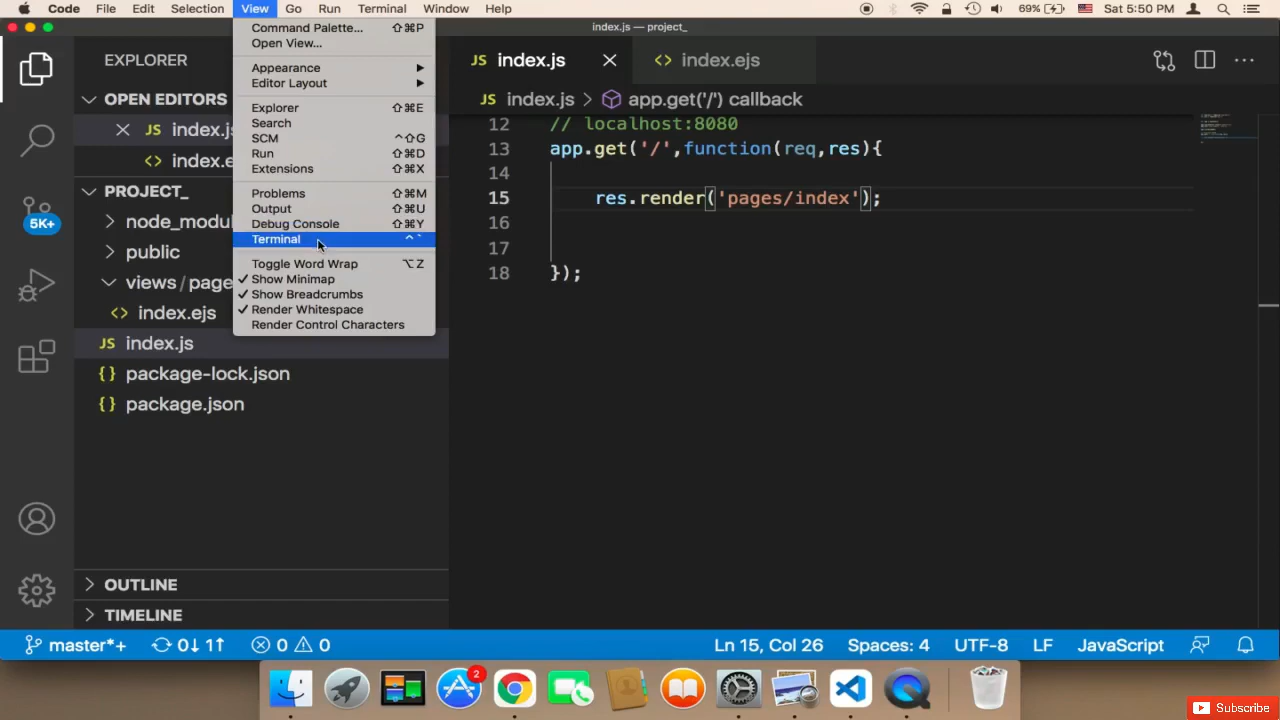 Code File Edit Selection View Go Run Terminal Window Help 69% Sat 5:50 PM
index.js — project_
Command Palette... ⇧⌘P
Open View...
Appearance ▶
Editor Layout ▶
Explorer ⇧⌘E
Search
SCM ^⇧G
Run ⇧⌘D
Extensions ⇧⌘X
Problems ⇧⌘M
Output ⇧⌘U
Debug Console ⇧⌘Y
Terminal ^`
Toggle Word Wrap ⌥Z
✓ Show Minimap
✓ Show Breadcrumbs
✓ Render Whitespace
Render Control Characters
EXPLORER
OPEN EDITORS
JS index.js
<> index.e
PROJECT_
node_modul
public
views / page
<> index.ejs
JS index.js
{} package-lock.json
{} package.json
OUTLINE
TIMELINE
5K+
JS index.js <> index.ejs
JS index.js > app.get('/') callback
12 // localhost:8080
13 app.get('/',function(req,res){
14
15 res.render('pages/index');
16
17
18 });
master*+ 0↓ 1↑ 0 0 Ln 15, Col 26 Spaces: 4 UTF-8 LF JavaScript
2
Subscribe